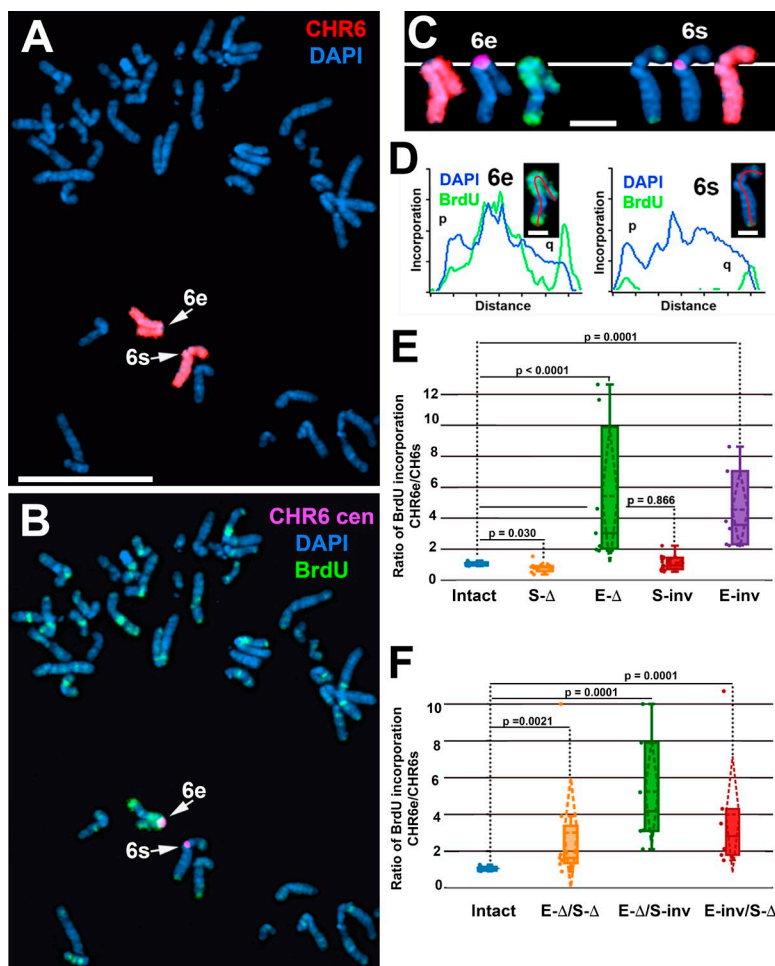 A
CHR6
DAPI
6e
6s
B
CHR6 cen
DAPI
BrdU
6e
6s
C
6e
6s
D
DAPI
BrdU
6e
p
q
Incorporation
Distance
DAPI
BrdU
6s
p
q
Incorporation
Distance
E
p = 0.0001
p < 0.0001
p = 0.866
p = 0.030
Ratio of BrdU incorporation
CHR6e/CH6s
12
10
8
6
4
2
0
Intact
S-Δ
E-Δ
S-inv
E-inv
F
p = 0.0001
p = 0.0001
p =0.0021
Ratio of BrdU incorporation
CHR6e/CHR6s
10
8
6
4
2
0
Intact
E-Δ/S-Δ
E-Δ/S-inv
E-inv/S-Δ